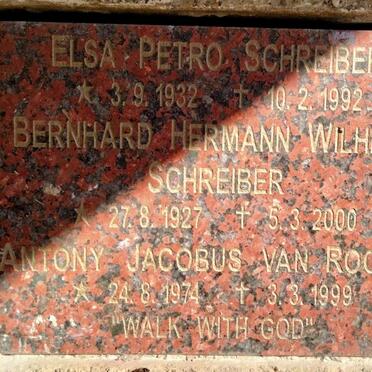 ELSA PETRO SCHREIBER
* 3.9.1932 † 10.2.1992
BERNHARD HERMANN WILH
SCHREIBER
* 27.8.1927 † 5.3.2000
ANTONY JACOBUS VAN ROO
* 24.8.1974 † 3.3.1999
"WALK WITH GOD"